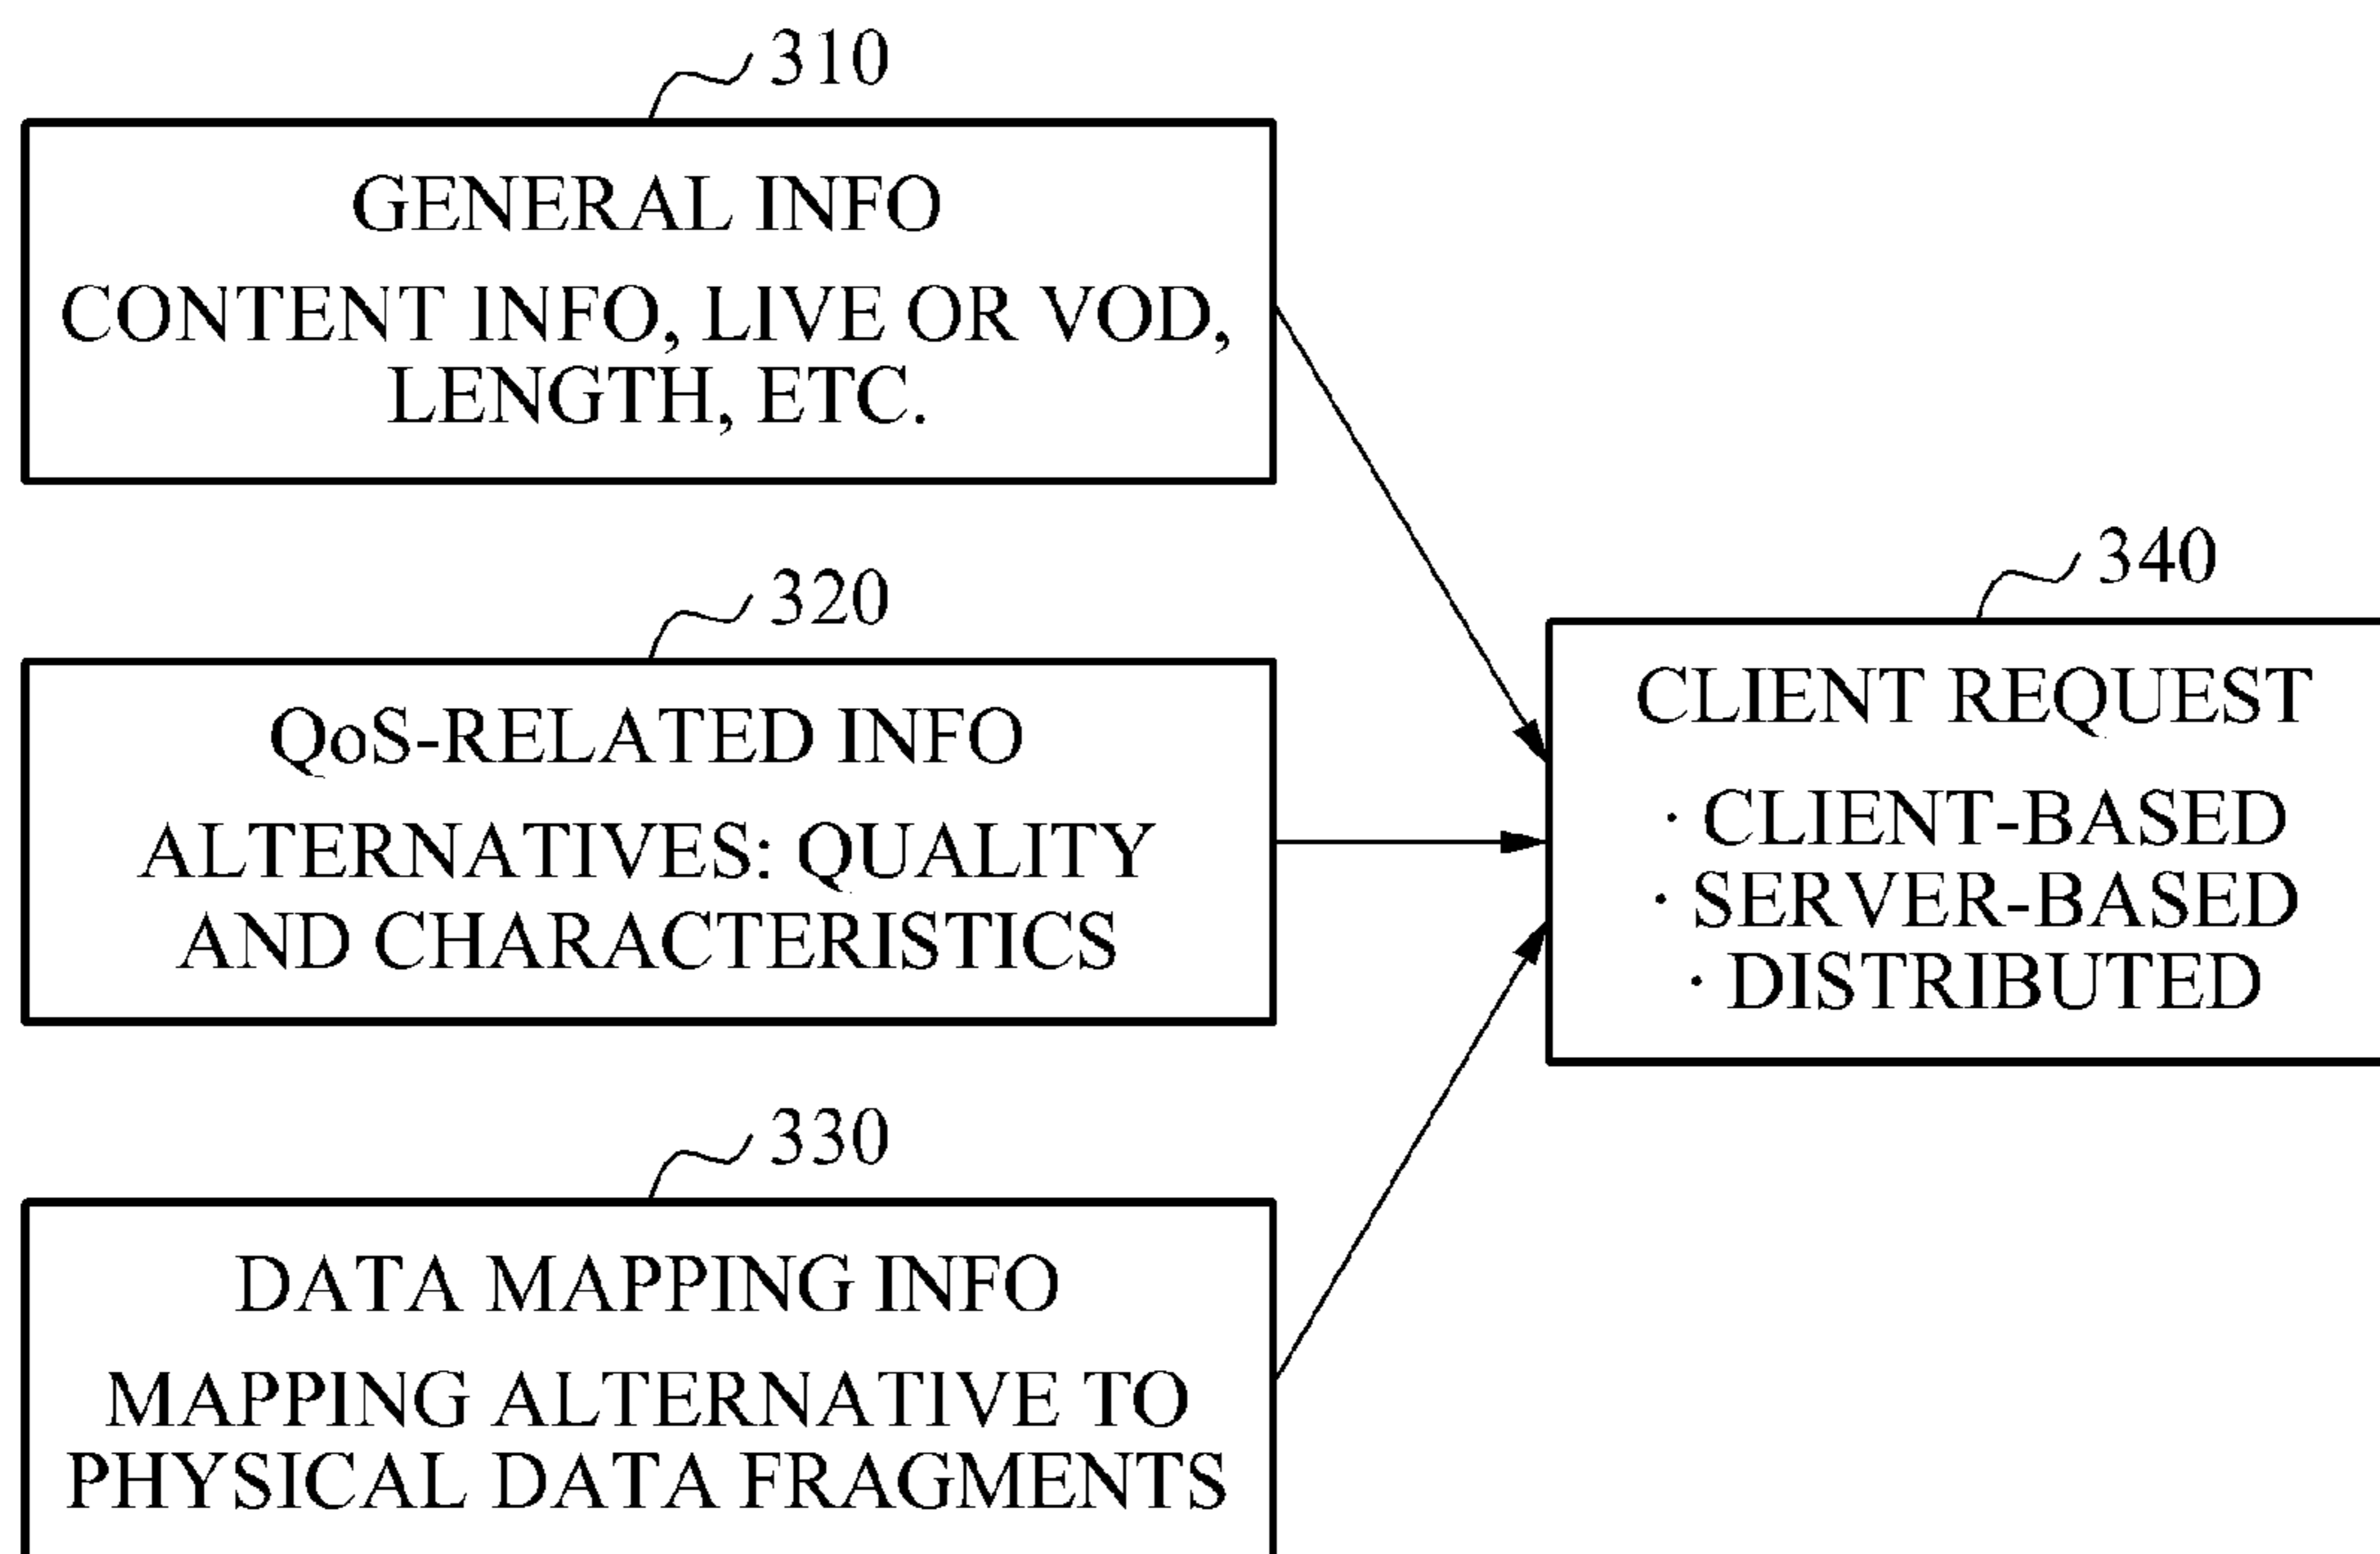 310
GENERAL INFO
CONTENT INFO, LIVE OR VOD,
LENGTH, ETC.
320
QoS-RELATED INFO
ALTERNATIVES: QUALITY
AND CHARACTERISTICS
330
DATA MAPPING INFO
MAPPING ALTERNATIVE TO
PHYSICAL DATA FRAGMENTS
340
CLIENT REQUEST
· CLIENT-BASED
· SERVER-BASED
· DISTRIBUTED